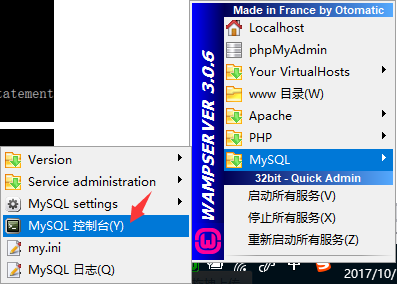 Made in France by Otomatic
Localhost
phpMyAdmin
Your VirtualHosts
www 目录(W)
Apache
PHP
MySQL
32bit - Quick Admin
启动所有服务(V)
停止所有服务(X)
重新启动所有服务(Z)
WAMPSERVER 3.0.6
tatement
Version
Service administration
MySQL settings
MySQL 控制台(Y)
my.ini
MySQL 日志(Q)
中
2017/10/